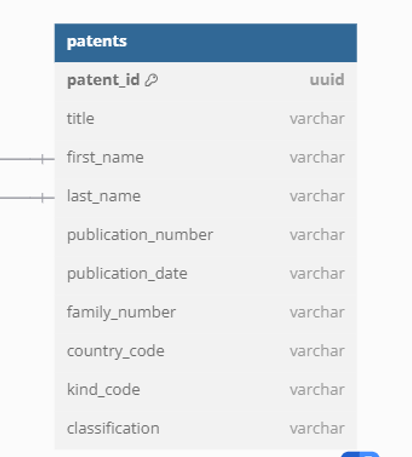 patents
patent_id uuid
title varchar
first_name varchar
last_name varchar
publication_number varchar
publication_date varchar
family_number varchar
country_code varchar
kind_code varchar
classification varchar